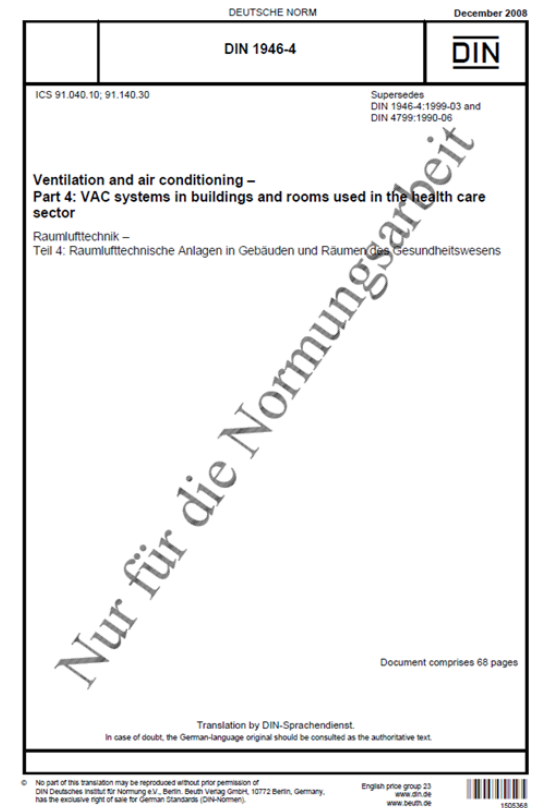 DEUTSCHE NORM
December 2008
DIN 1946-4
DIN
ICS 91.040.10; 91.140.30
Supersedes
DIN 1946-4:1999-03 and
DIN 4799:1990-06
Ventilation and air conditioning –
Part 4: VAC systems in buildings and rooms used in the health care
sector
Raumlufttechnik –
Teil 4: Raumlufttechnische Anlagen in Gebäuden und Räumen des Gesundheitswesens
Nur für die Normungsarbeit
Document comprises 68 pages
Translation by DIN-Sprachendienst.
In case of doubt, the German-language original should be consulted as the authoritative text.
© No part of this translation may be reproduced without prior permission of
DIN Deutsches Institut für Normung e.V., Berlin. Beuth Verlag GmbH, 10772 Berlin, Germany,
has the exclusive right of sale for German Standards (DIN-Normen).
English price group 23
www.din.de
www.beuth.de
1505368